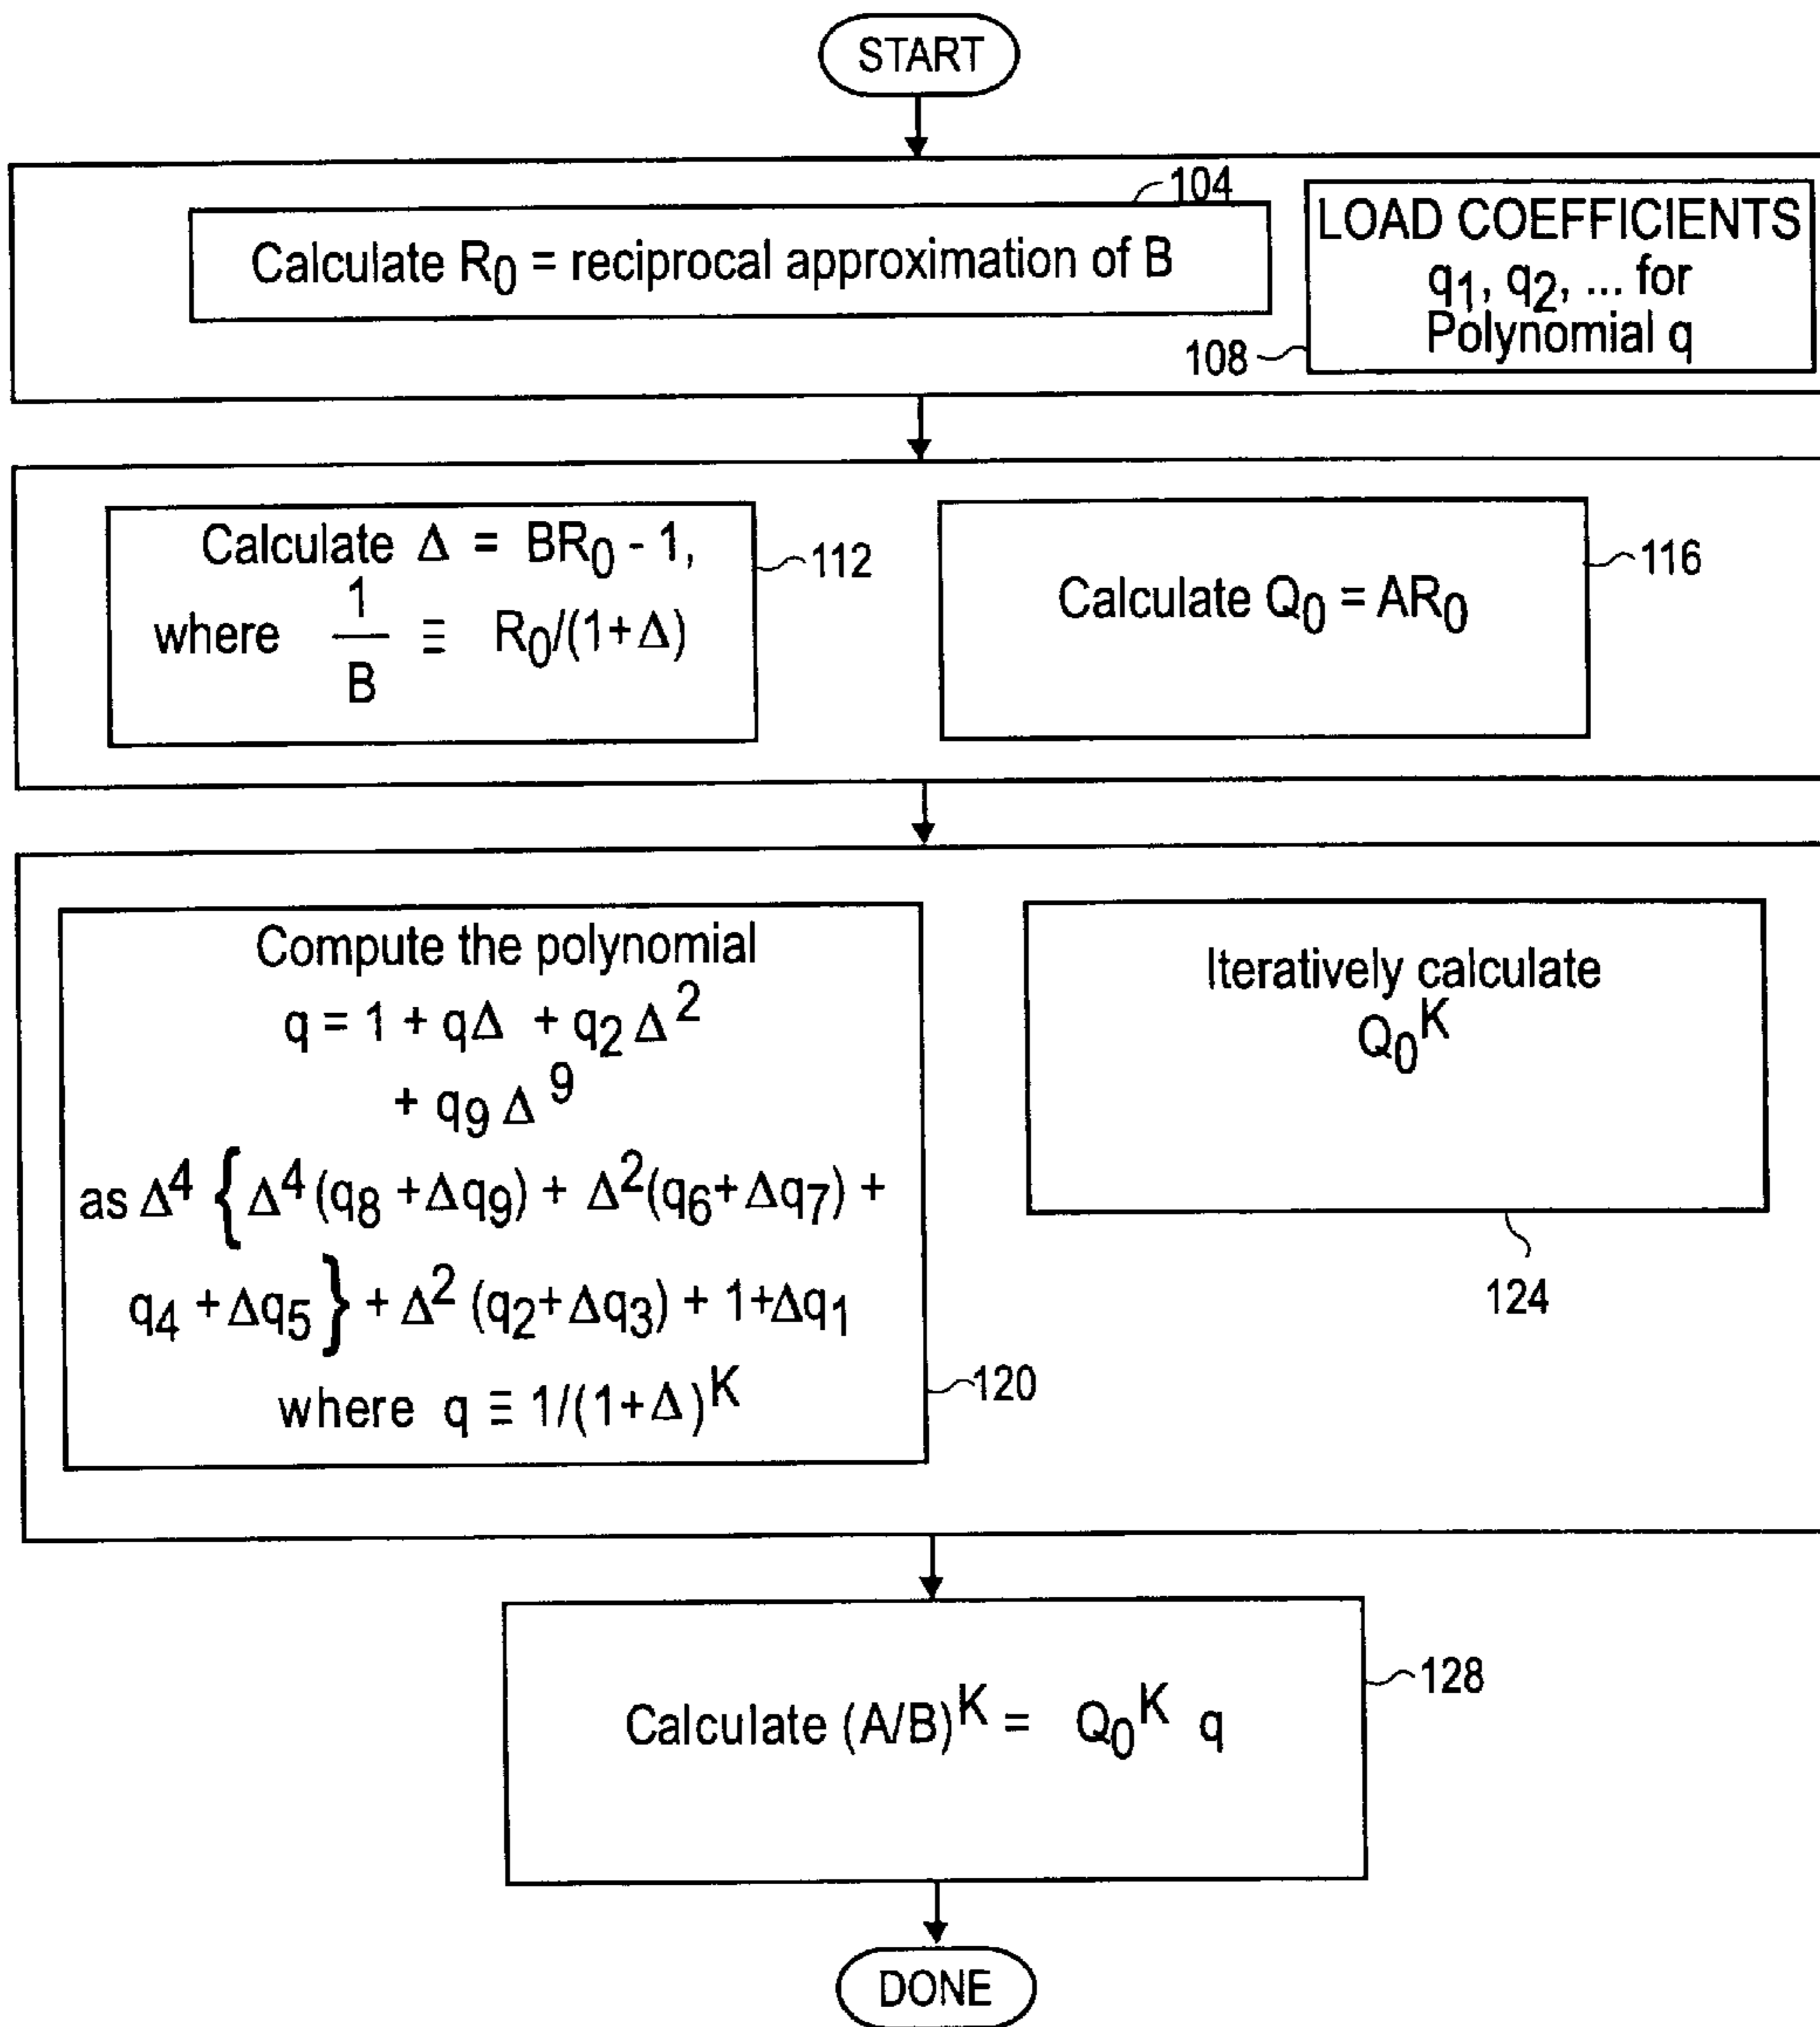 START
104
Calculate R₀ = reciprocal approximation of B
LOAD COEFFICIENTS
q₁, q₂, ... for
Polynomial q
108
Calculate Δ = BR₀ - 1,
where 1/B ≡ R₀/(1+Δ)
112
Calculate Q₀ = AR₀
116
Compute the polynomial
q = 1 + qΔ + q₂ Δ²
+ q₉ Δ⁹
as Δ⁴ { Δ⁴ (q₈ + Δq₉) + Δ²(q₆+Δq₇) +
q₄ + Δq₅ } + Δ² (q₂+Δq₃) + 1+Δq₁
where q ≡ 1/(1+Δ)ᴷ
120
Iteratively calculate
Q₀ᴷ
124
Calculate (A/B)ᴷ = Q₀ᴷ q
128
DONE